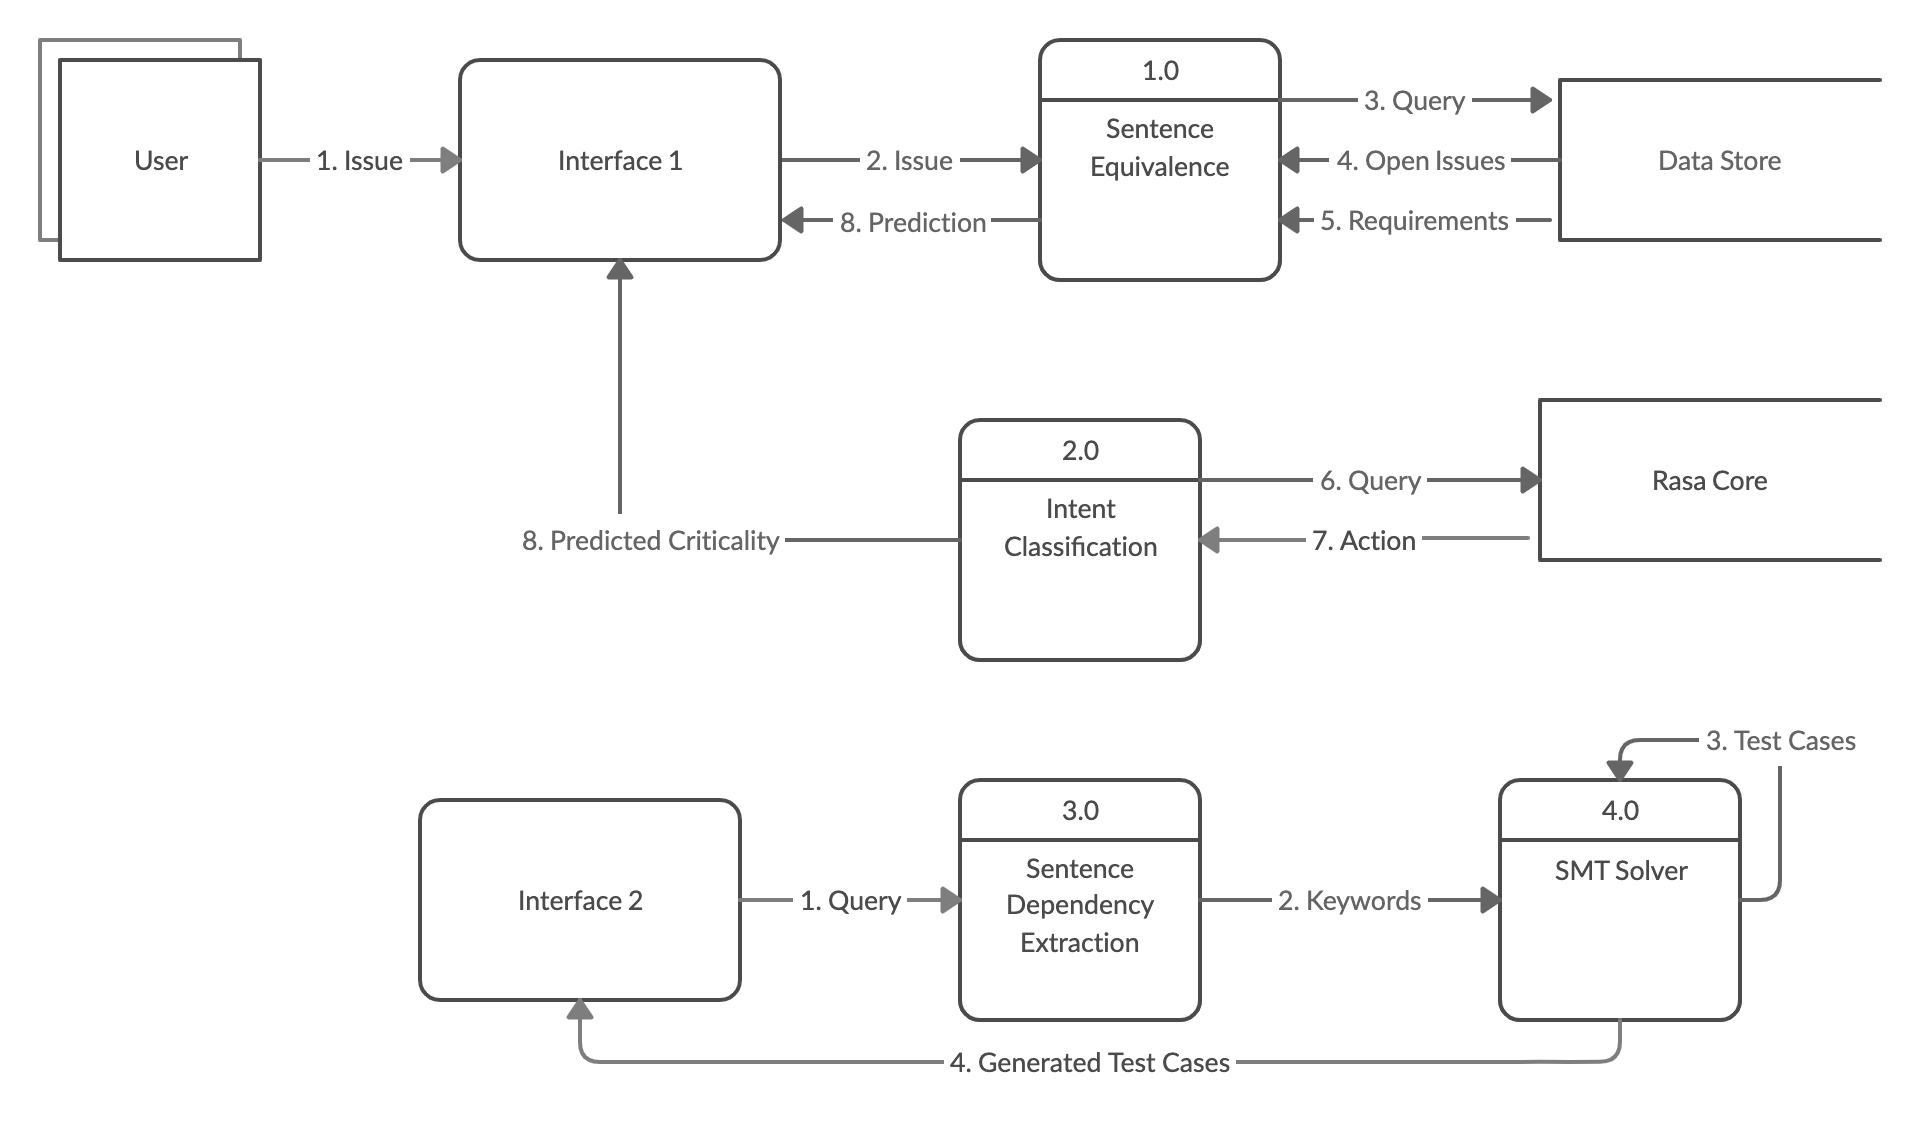 User
1. Issue
Interface 1
2. Issue
8. Prediction
1.0
Sentence
Equivalence
3. Query
4. Open Issues
5. Requirements
Data Store
8. Predicted Criticality
2.0
Intent
Classification
6. Query
7. Action
Rasa Core
Interface 2
1. Query
3.0
Sentence
Dependency
Extraction
2. Keywords
3. Test Cases
4.0
SMT Solver
4. Generated Test Cases